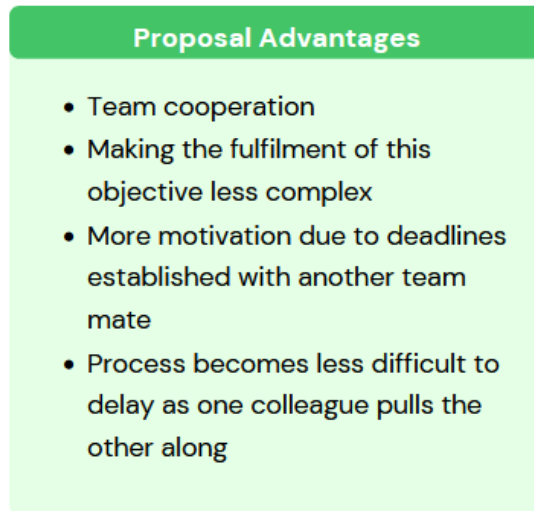 Proposal Advantages
• Team cooperation
• Making the fulfilment of this
objective less complex
• More motivation due to deadlines
established with another team
mate
• Process becomes less difficult to
delay as one colleague pulls the
other along